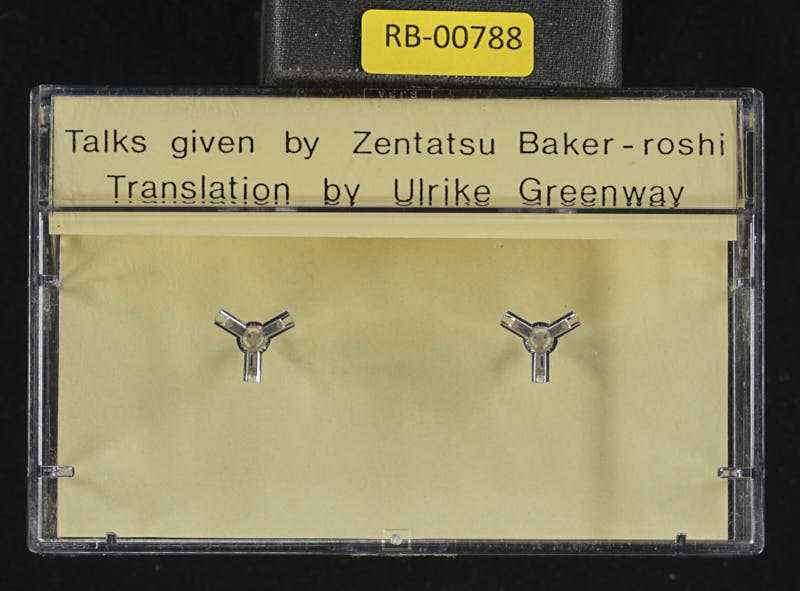 RB-00788
Talks given by Zentatsu Baker-roshi
Translation by Ulrike Greenway